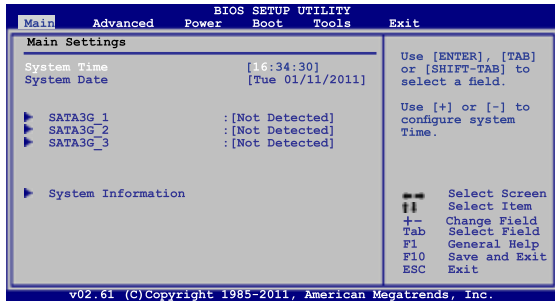 BIOS SETUP UTILITY
Main Advanced Power Boot Tools Exit
Main Settings
System Time [16:34:30]
System Date [Tue 01/11/2011]
SATA3G_1 :[Not Detected]
SATA3G_2 :[Not Detected]
SATA3G_3 :[Not Detected]
System Information
Use [ENTER], [TAB]
or [SHIFT-TAB] to
select a field.
Use [+] or [-] to
configure system
Time.
Select Screen
Select Item
+- Change Field
Tab Select Field
F1 General Help
F10 Save and Exit
ESC Exit
v02.61 (C)Copyright 1985-2011, American Megatrends, Inc.